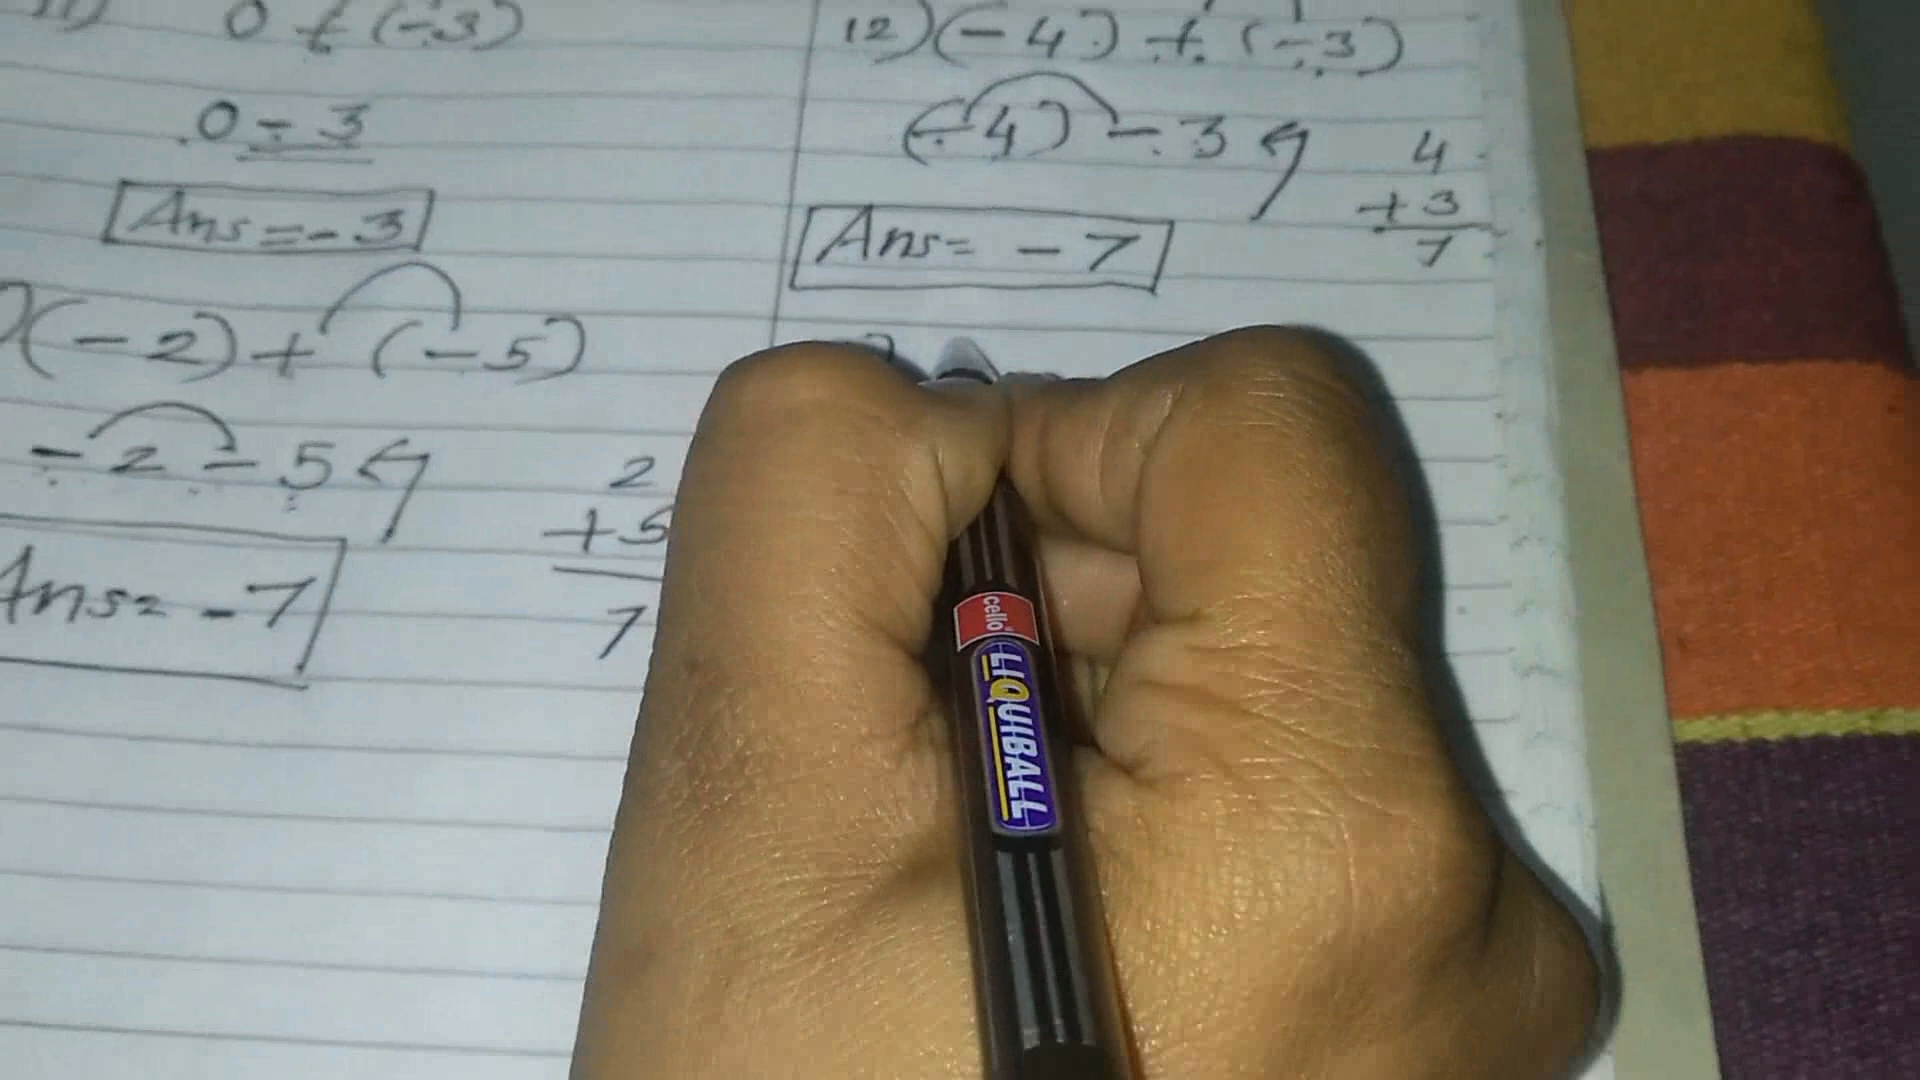 11) 0 + (-3)
0 - 3
Ans = - 3
)(-2) + (-5)
- 2 - 5
2
+5
7
Ans= -7
12) (-4) + (-3)
(-4) - 3
4
+3
7
Ans= - 7
cello
LIQUIBALL